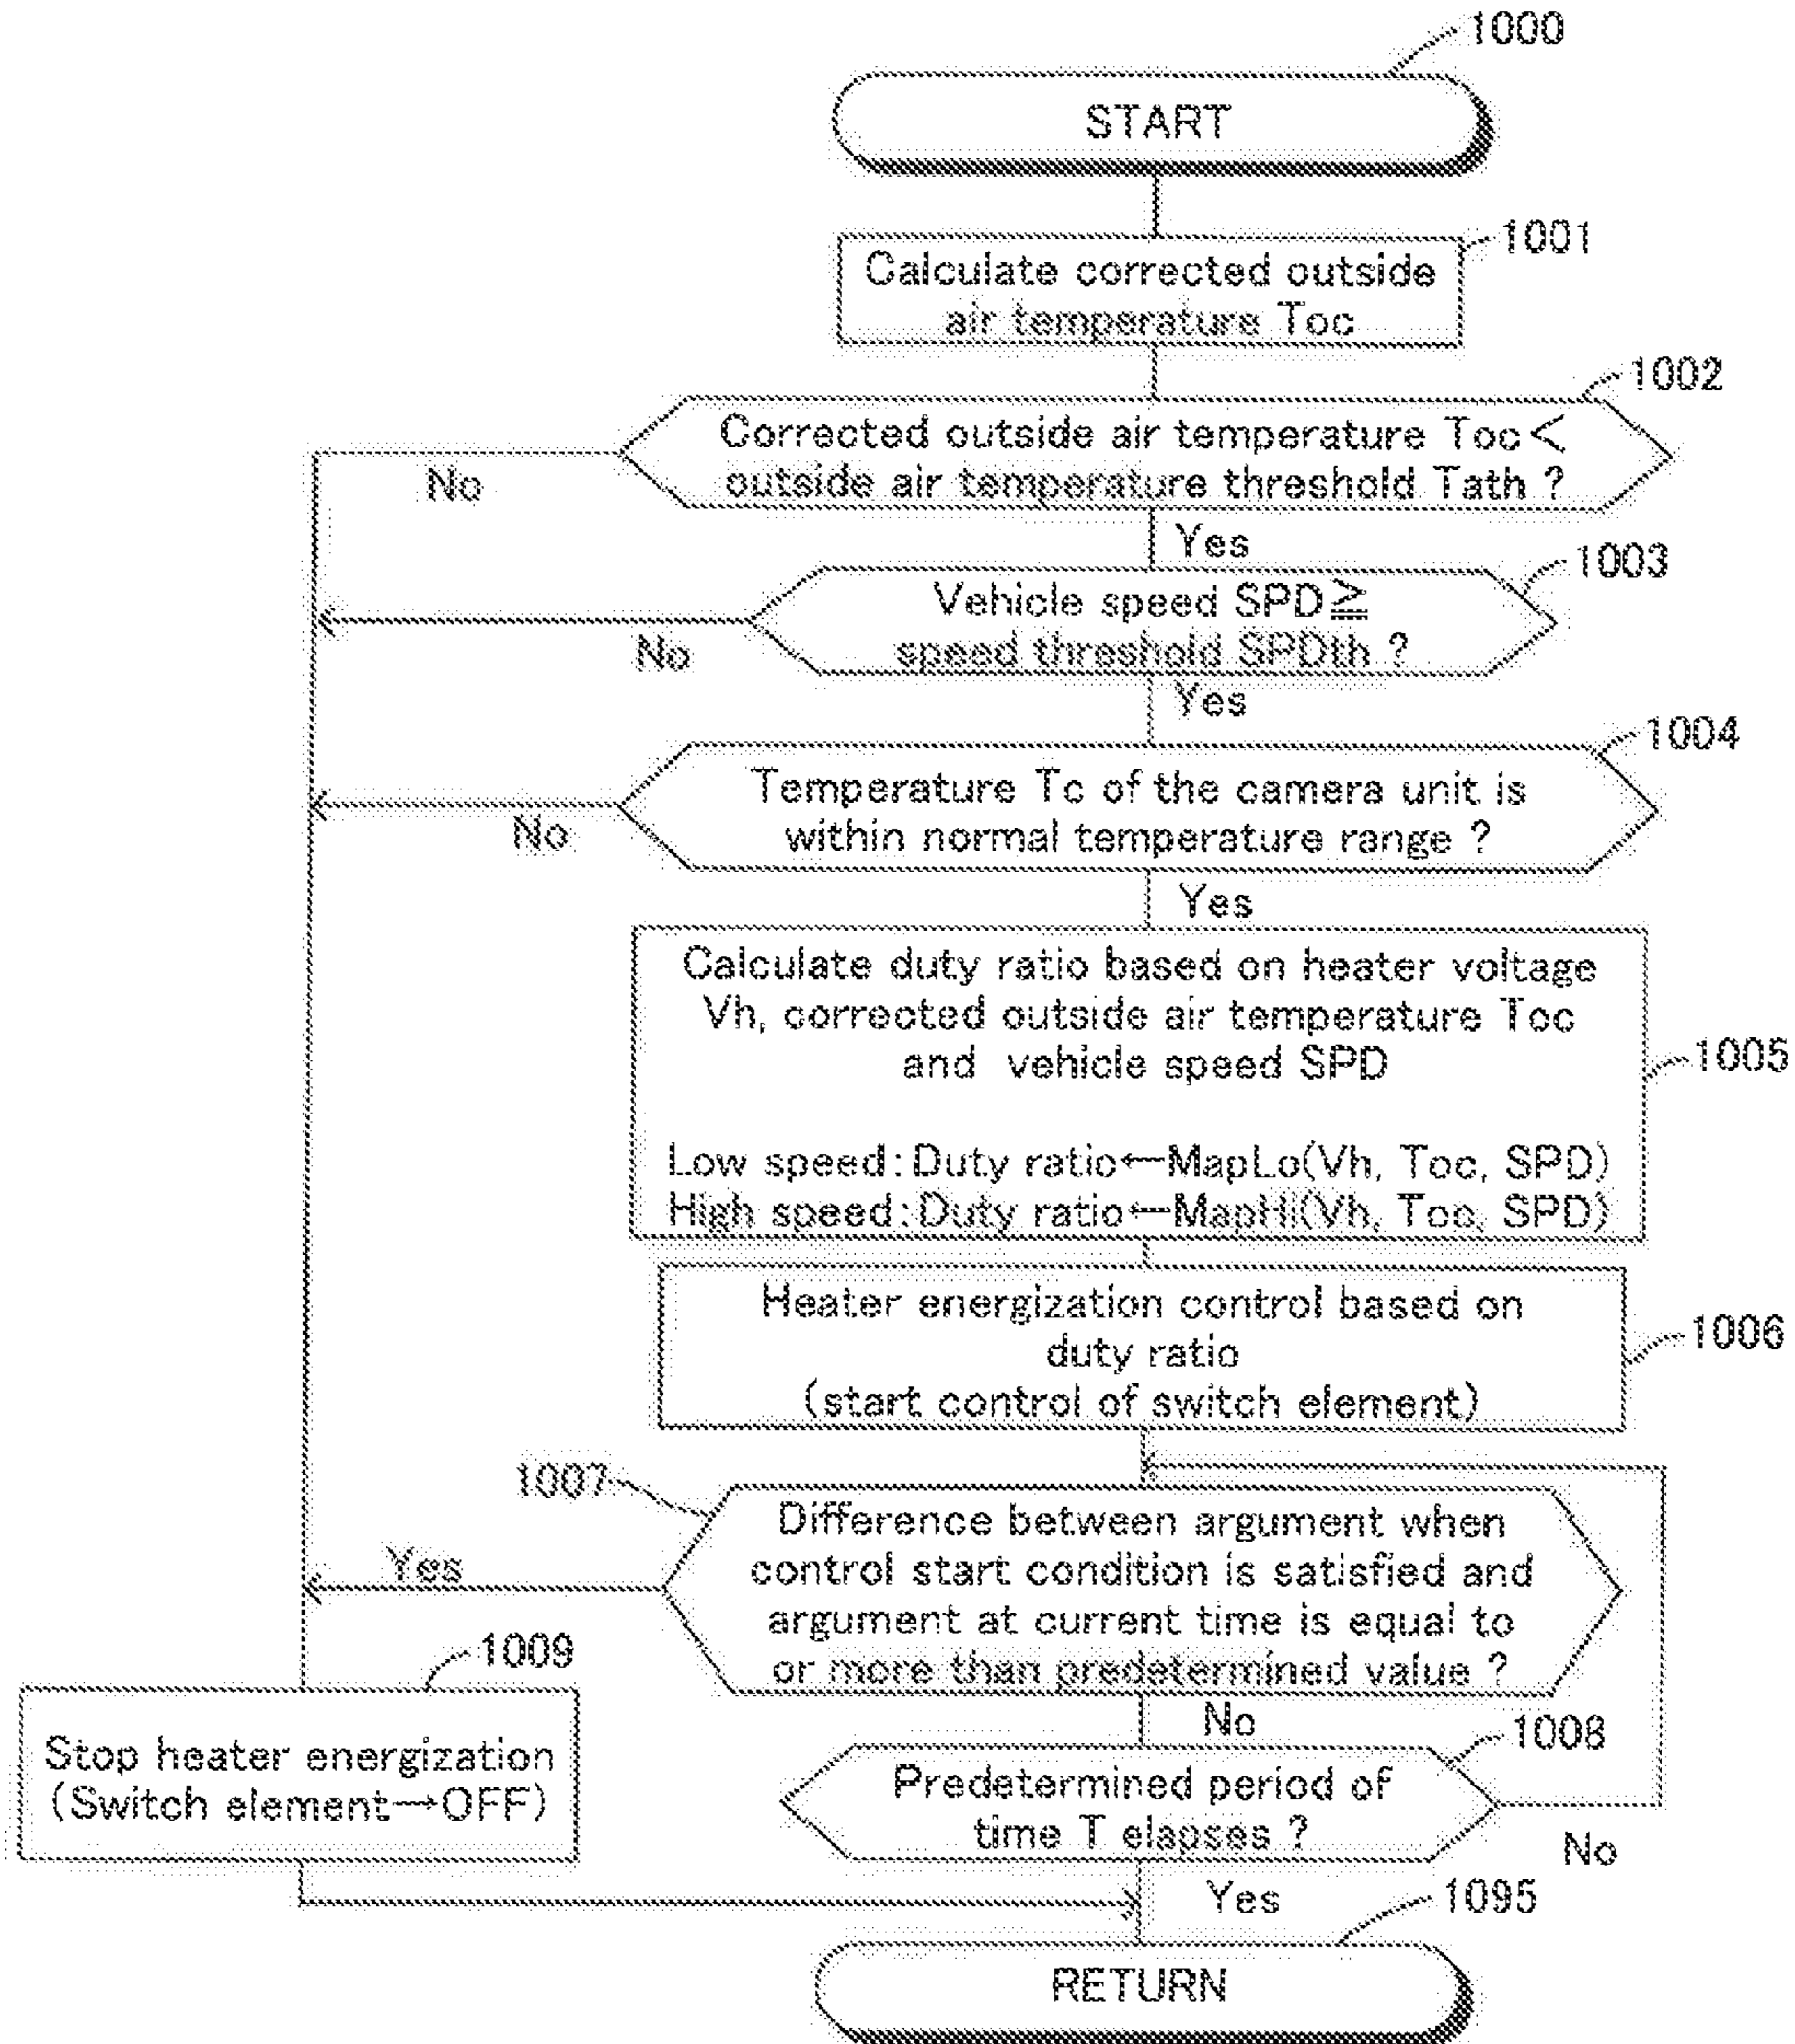 1000
START
1001
Calculate corrected outside
air temperature Toc
1002
Corrected outside air temperature Toc<
outside air temperature threshold Tath ?
No
Yes
1003
Vehicle speed SPD≧
speed threshold SPDth ?
No
Yes
1004
Temperature Tc of the camera unit is
within normal temperature range ?
No
Yes
Calculate duty ratio based on heater voltage
Vh, corrected outside air temperature Toc
and vehicle speed SPD
1005
Low speed:Duty ratio←MapLo(Vh, Toc, SPD)
High speed:Duty ratio←MapHi(Vh, Toc, SPD)
Heater energization control based on
duty ratio
(start control of switch element)
1006
1007
Difference between argument when
control start condition is satisfied and
argument at current time is equal to
or more than predetermined value ?
Yes
No
1009
Stop heater energization
(Switch element→OFF)
1008
Predetermined period of
time T elapses ?
No
Yes
1095
RETURN